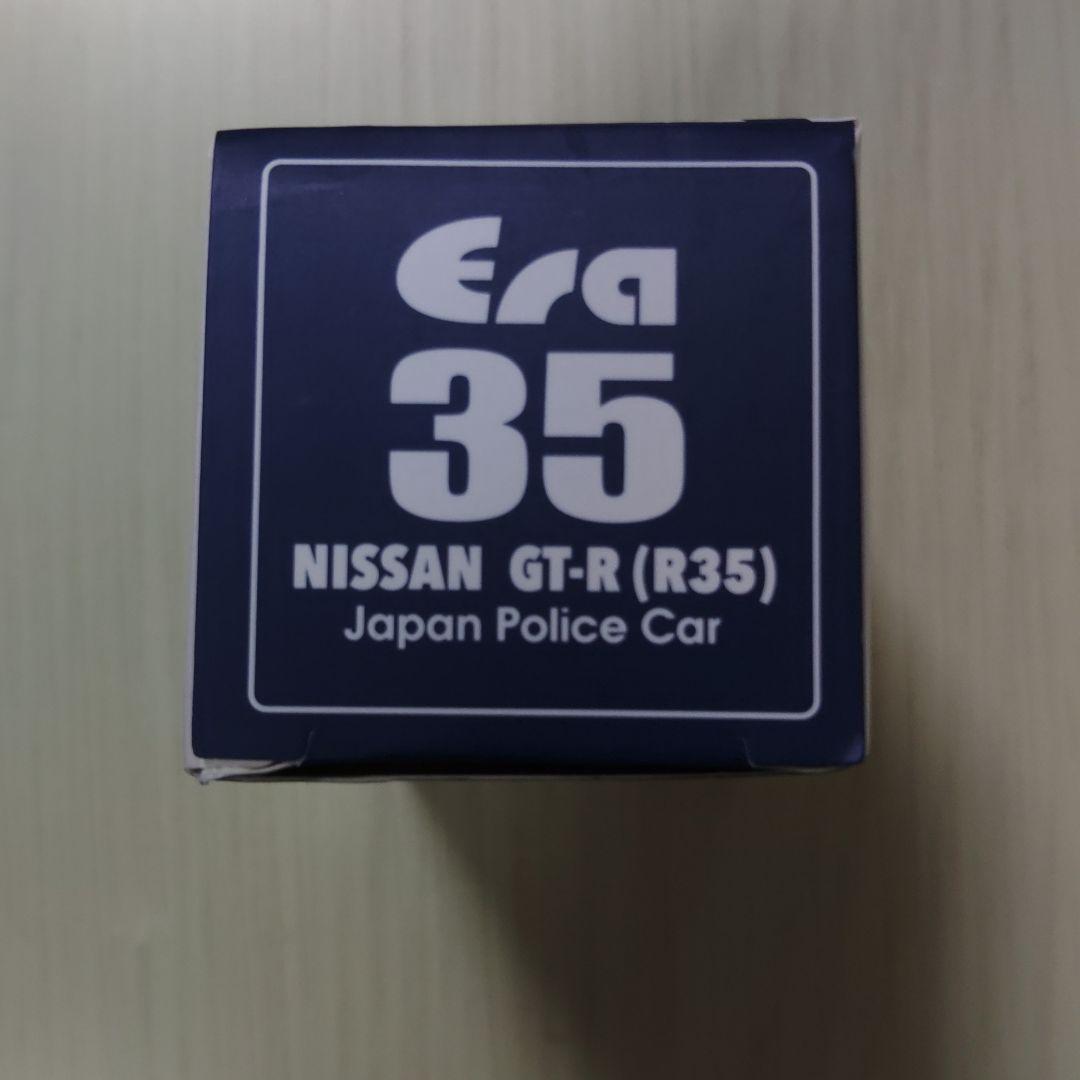 Era
35
NISSAN GT-R (R35)
Japan Police Car